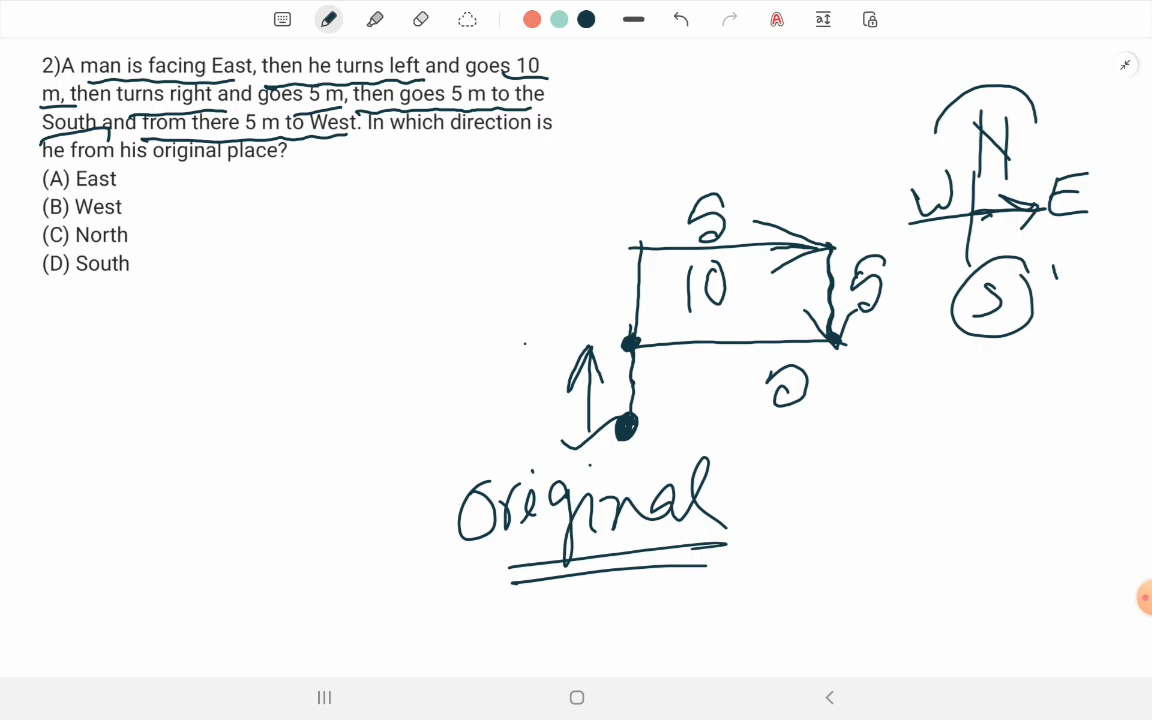 2)A man is facing East, then he turns left and goes 10
m, then turns right and goes 5 m, then goes 5 m to the
South and from there 5 m to West. In which direction is
he from his original place?
(A) East
(B) West
(C) North
(D) South
N
W E
S
5
10
5
original